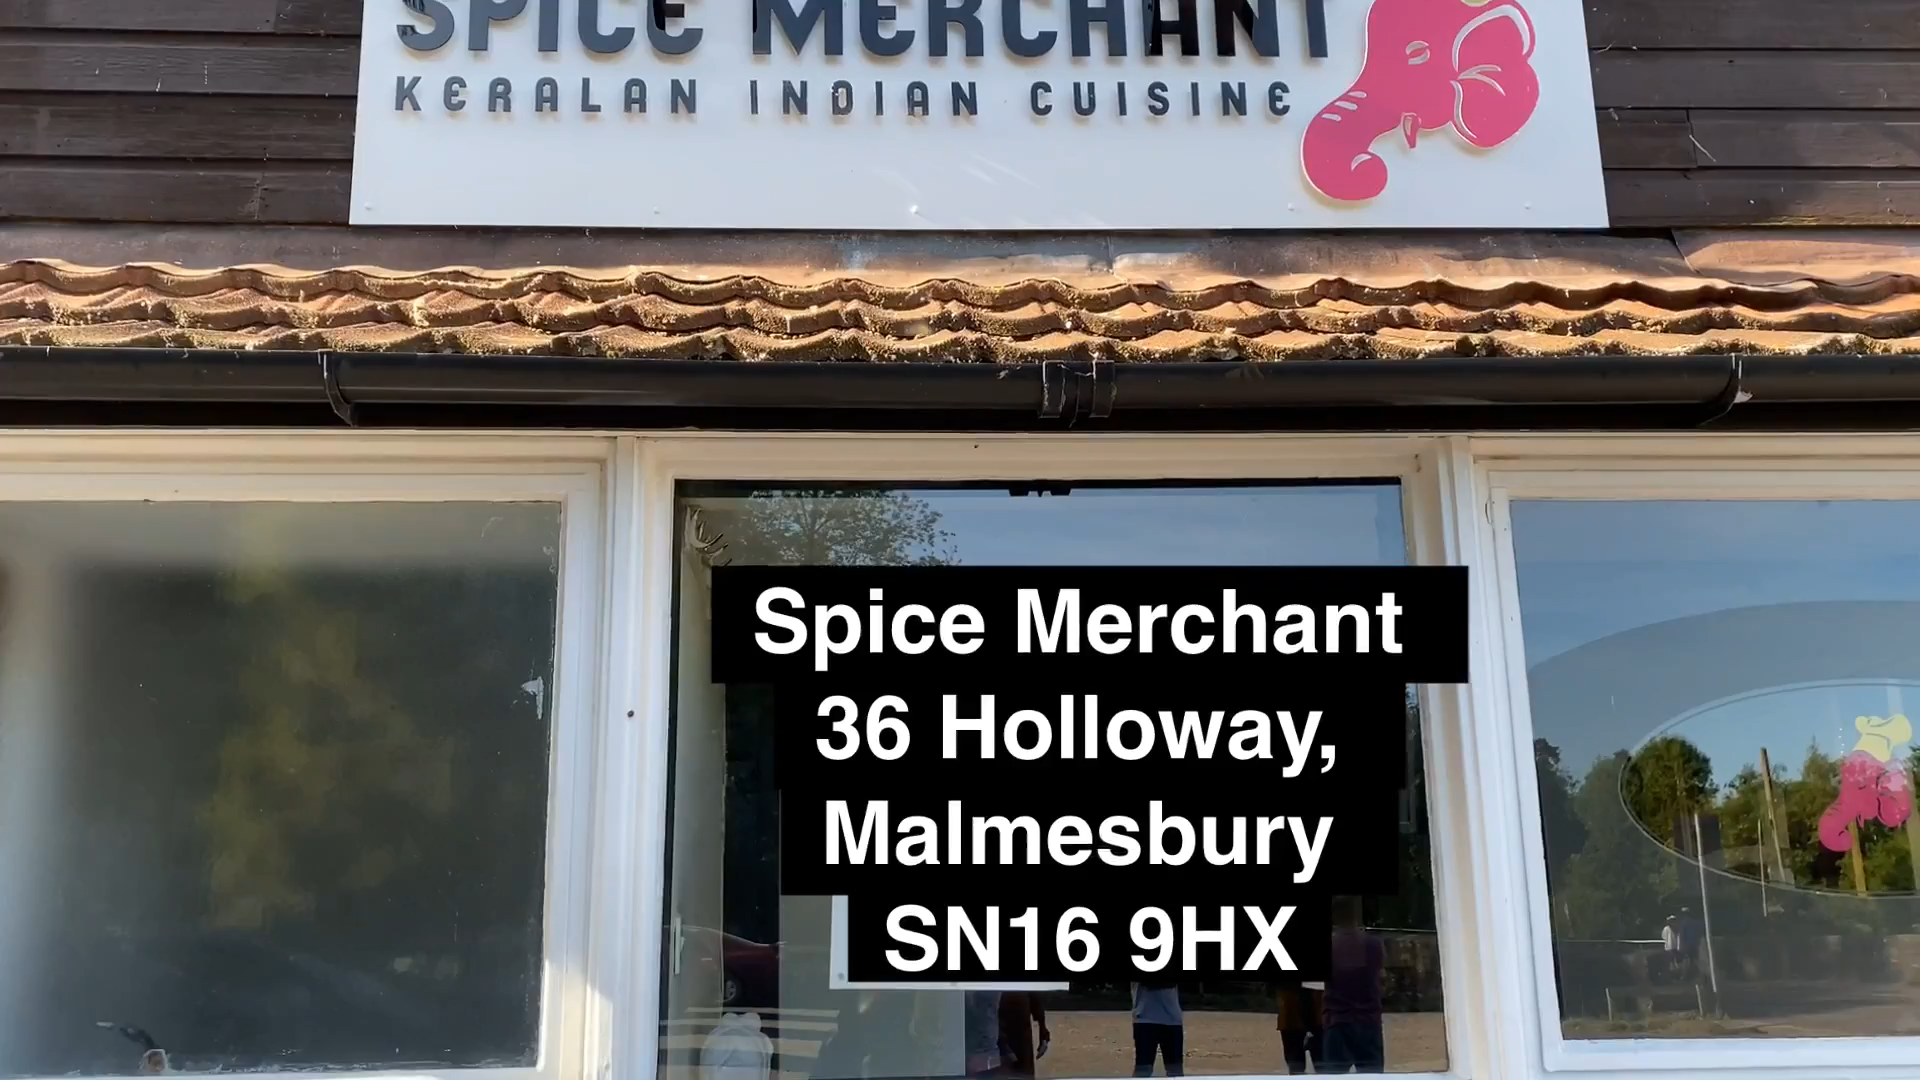 SPICE MERCHANT
KERALAN INDIAN CUISINE
Spice Merchant
36 Holloway,
Malmesbury
SN16 9HX